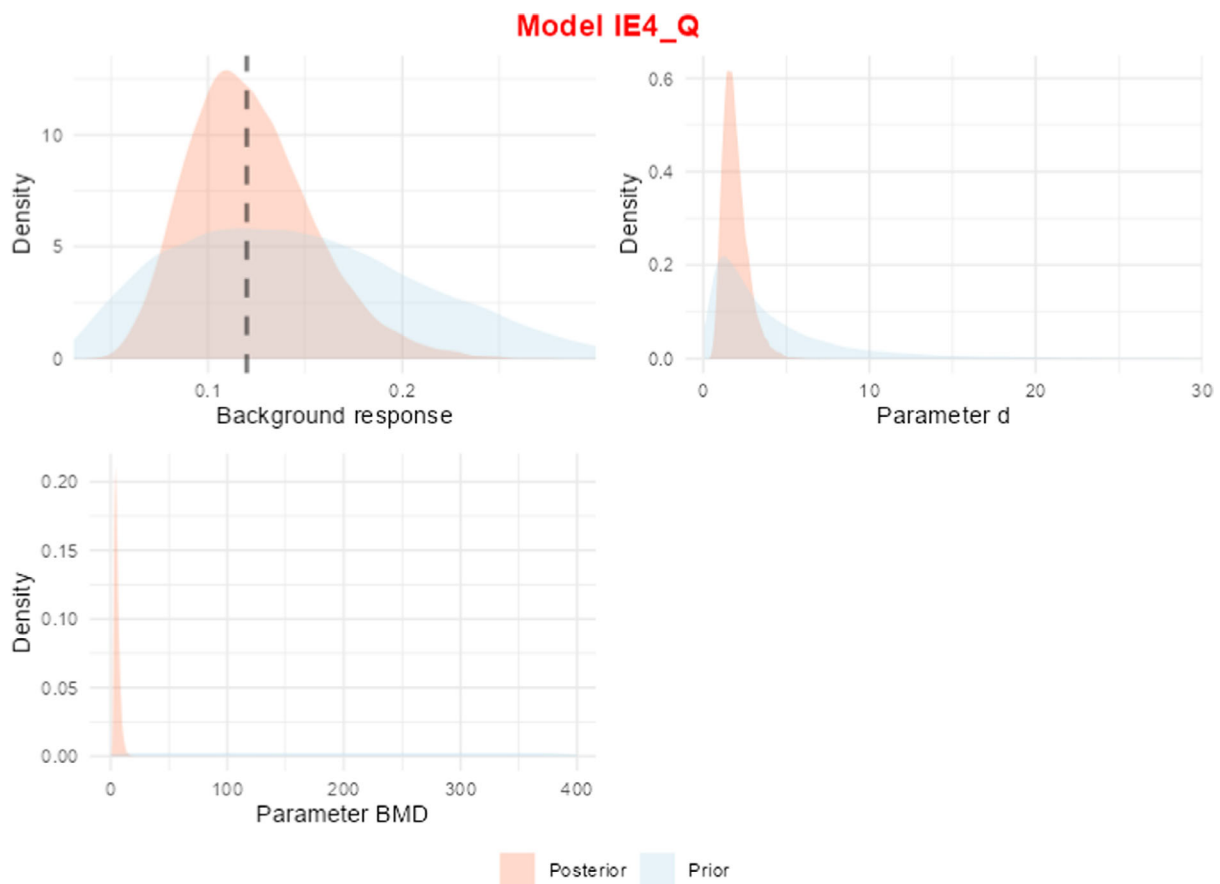 Model IE4_Q
Density
10
5
0
0.1 0.2
Background response
Density
0.6
0.4
0.2
0.0
0 10 20 30
Parameter d
Density
0.20
0.15
0.10
0.05
0.00
0 100 200 300 400
Parameter BMD
Posterior Prior